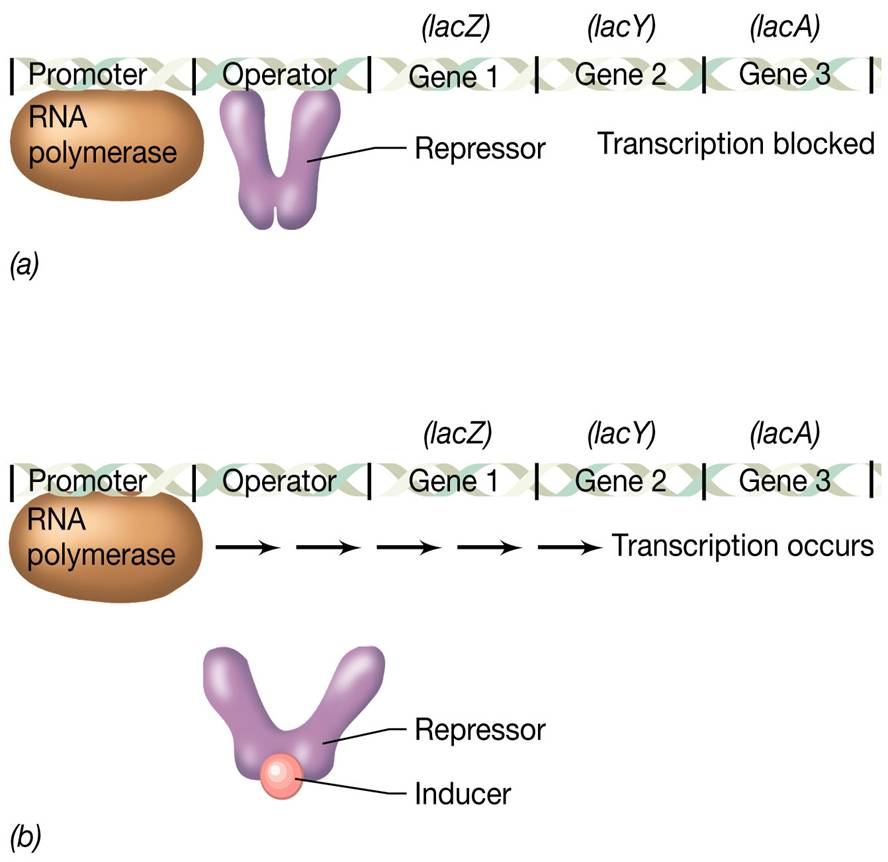 (lacZ) (lacY) (lacA)
Promoter Operator Gene 1 Gene 2 Gene 3
RNA
polymerase
Repressor
Transcription blocked
(a)
(lacZ) (lacY) (lacA)
Promoter Operator Gene 1 Gene 2 Gene 3
RNA
polymerase
Transcription occurs
Repressor
Inducer
(b)